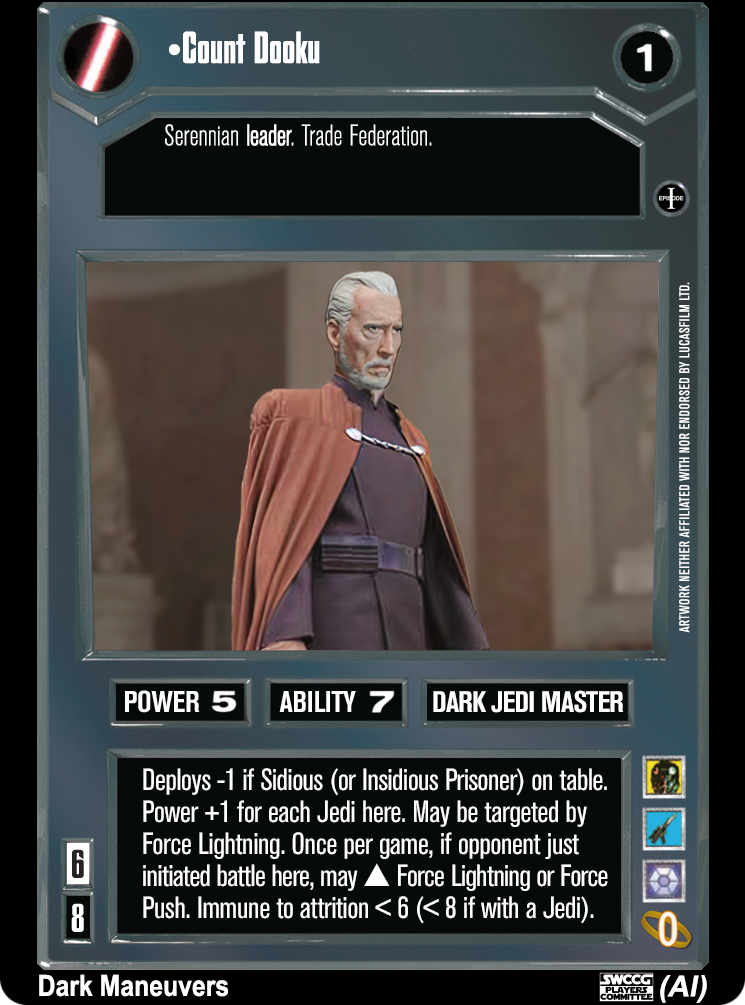 •Count Dooku
1
Serennian leader. Trade Federation.
EPISODE I
ARTWORK NEITHER AFFILIATED WITH NOR ENDORSED BY LUCASFILM LTD.
POWER 5
ABILITY 7
DARK JEDI MASTER
Deploys -1 if Sidious (or Insidious Prisoner) on table.
Power +1 for each Jedi here. May be targeted by
Force Lightning. Once per game, if opponent just
initiated battle here, may ▲ Force Lightning or Force
Push. Immune to attrition < 6 (< 8 if with a Jedi).
6
8
0
Dark Maneuvers
SWCCG
PLAYERS
COMMITTEE
(AI)